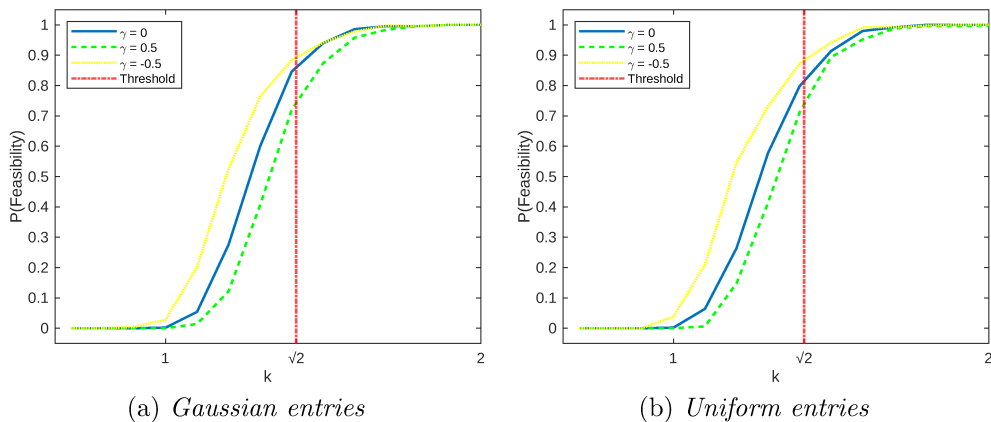 γ = 0
γ = 0.5
γ = -0.5
Threshold
P(Feasibility)
1
0.9
0.8
0.7
0.6
0.5
0.4
0.3
0.2
0.1
0
1
√2
2
k
(a) Gaussian entries
γ = 0
γ = 0.5
γ = -0.5
Threshold
P(Feasibility)
1
0.9
0.8
0.7
0.6
0.5
0.4
0.3
0.2
0.1
0
1
√2
2
k
(b) Uniform entries